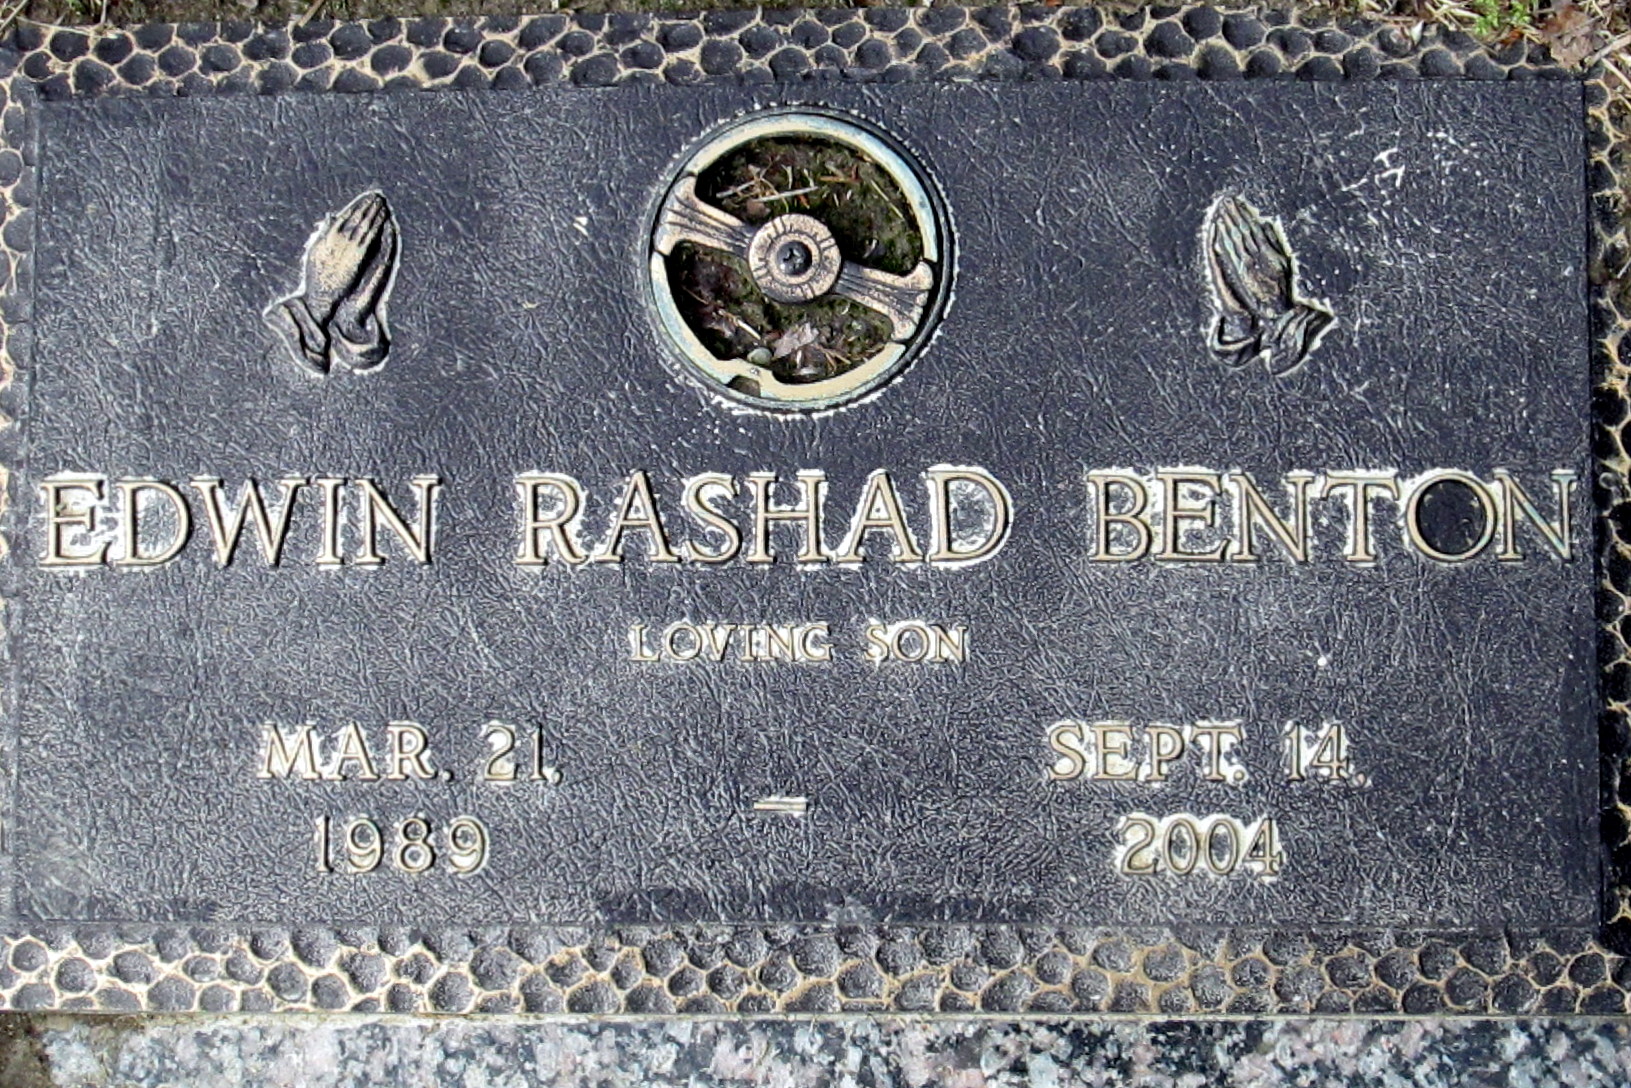 EDWIN RASHAD BENTON
LOVING SON
MAR. 21, SEPT. 14,
1989 – 2004